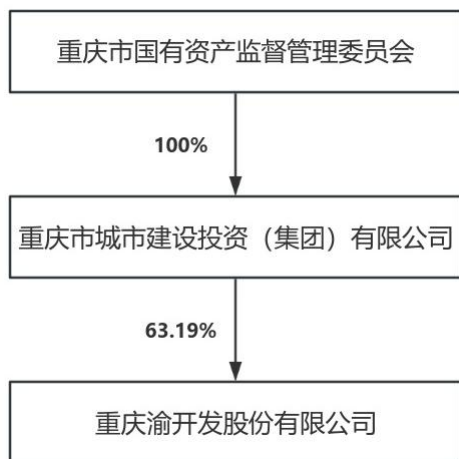 重庆市国有资产监督管理委员会
100%
重庆市城市建设投资（集团）有限公司
63.19%
重庆渝开发股份有限公司